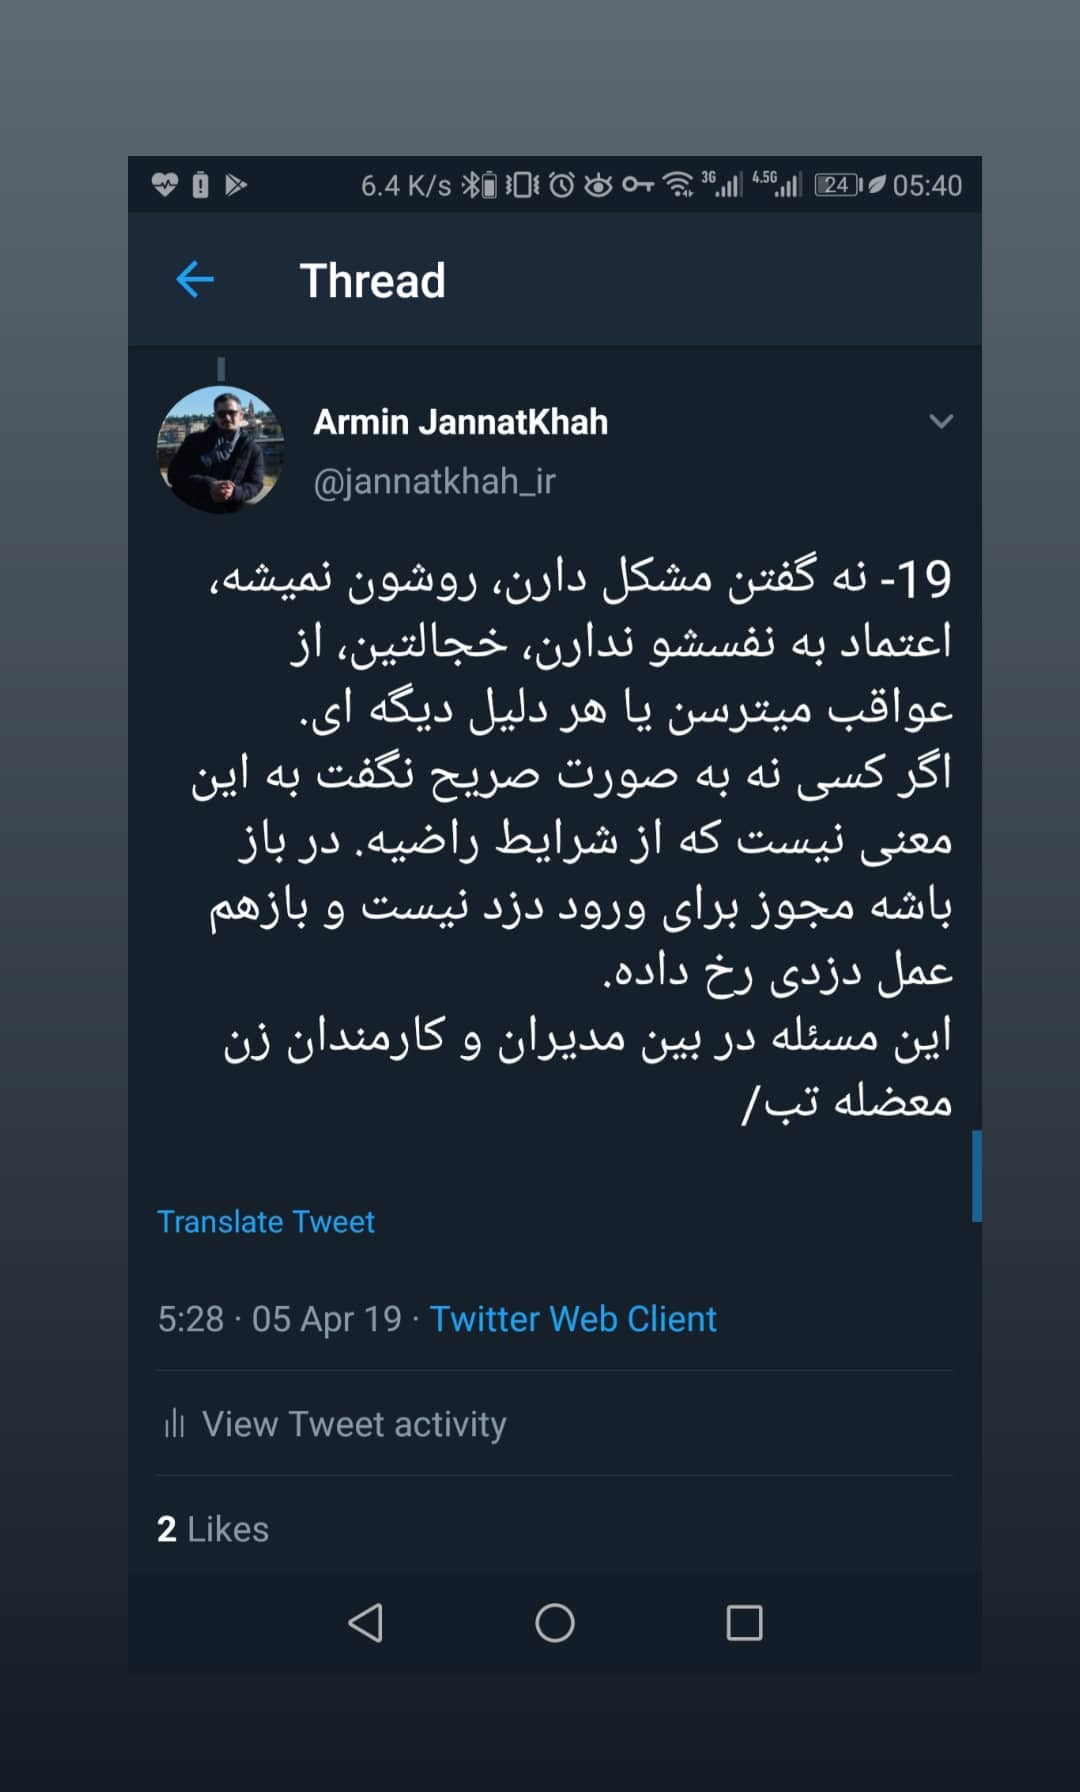 6.4 K/s 3G 4.5G 24 05:40
Thread
Armin JannatKhah
@jannatkhah_ir
19- نه گفتن مشکل دارن، روشون نمیشه،
اعتماد به نفسشو ندارن، خجالتین، از
عواقب میترسن یا هر دلیل دیگه ای.
اگر کسی نه به صورت صریح نگفت به این
معنی نیست که از شرایط راضیه. در باز
باشه مجوز برای ورود دزد نیست و بازهم
عمل دزدی رخ داده.
این مسئله در بین مدیران و کارمندان زن
معضله تب/
Translate Tweet
5:28 · 05 Apr 19 · Twitter Web Client
View Tweet activity
2 Likes